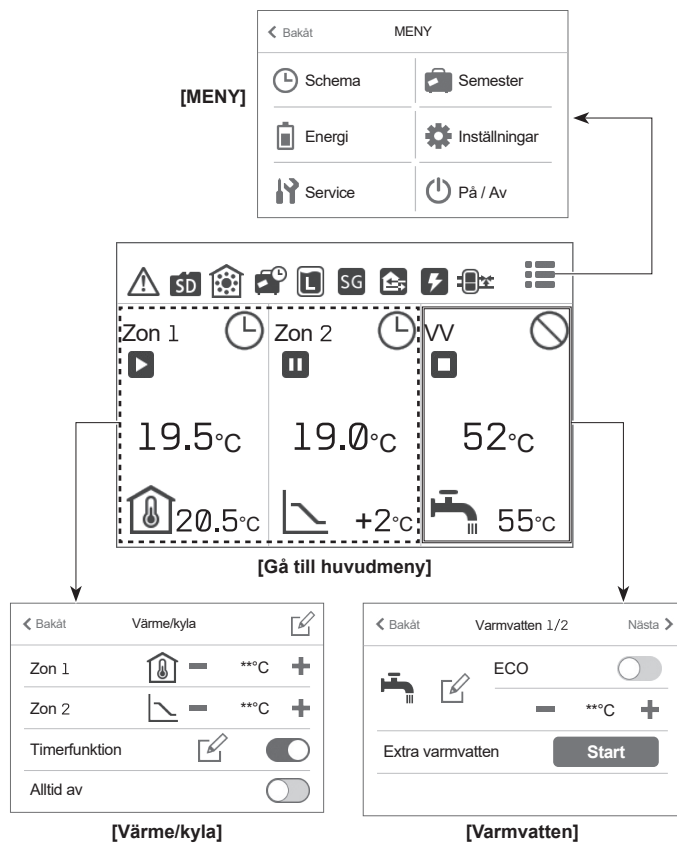 Bakåt MENY
[MENY]
Schema Semester
Energi Inställningar
Service På / Av
SD L SG
Zon 1 Zon 2 VV
19.5°C 19.0°C 52°C
20.5°C +2°C 55°C
[Gå till huvudmeny]
Bakåt Värme/kyla
Zon 1 **°C
Zon 2 **°C
Timerfunktion
Alltid av
[Värme/kyla]
Bakåt Varmvatten 1/2 Nästa
ECO
**°C
Extra varmvatten Start
[Varmvatten]